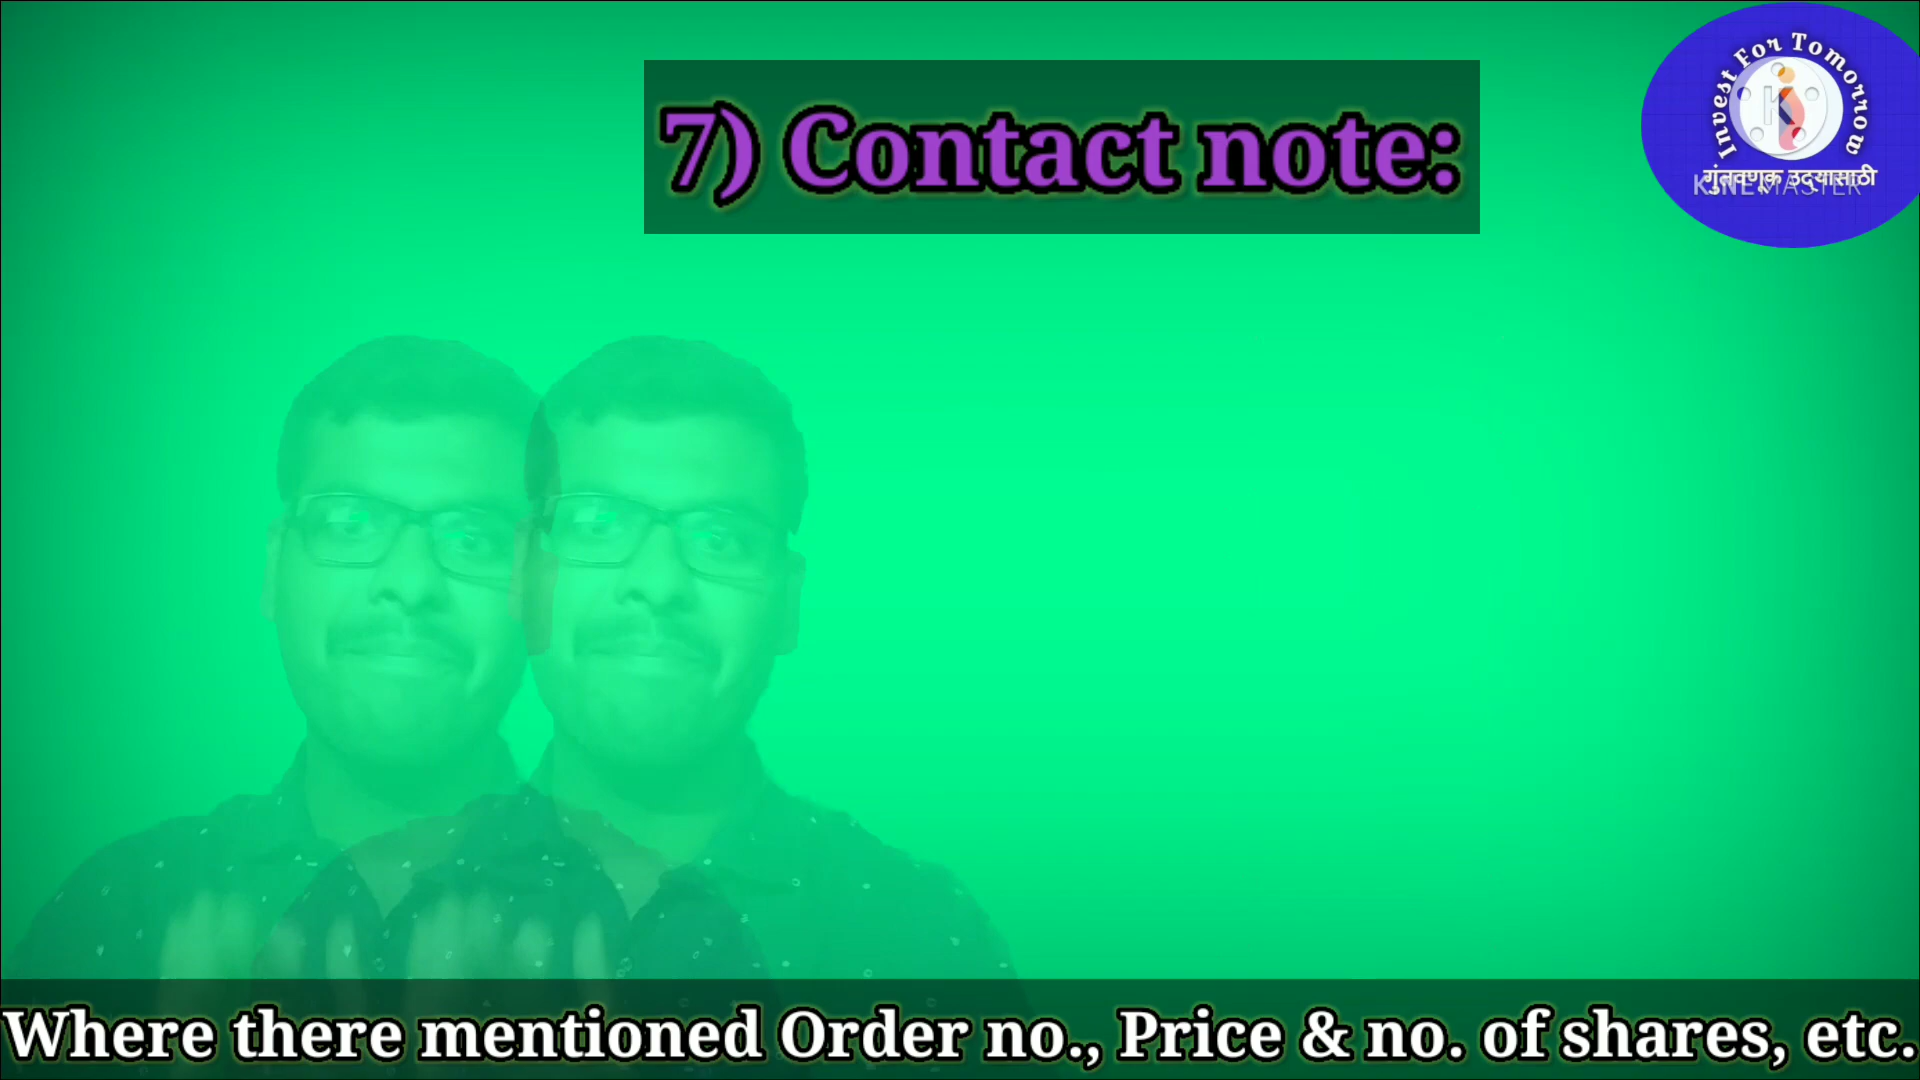 7) Contact note:
Invest For Tomorrow
K
गुंतवणूक उद्यासाठी
KINEMASTER
Where there mentioned Order no., Price & no. of shares, etc.